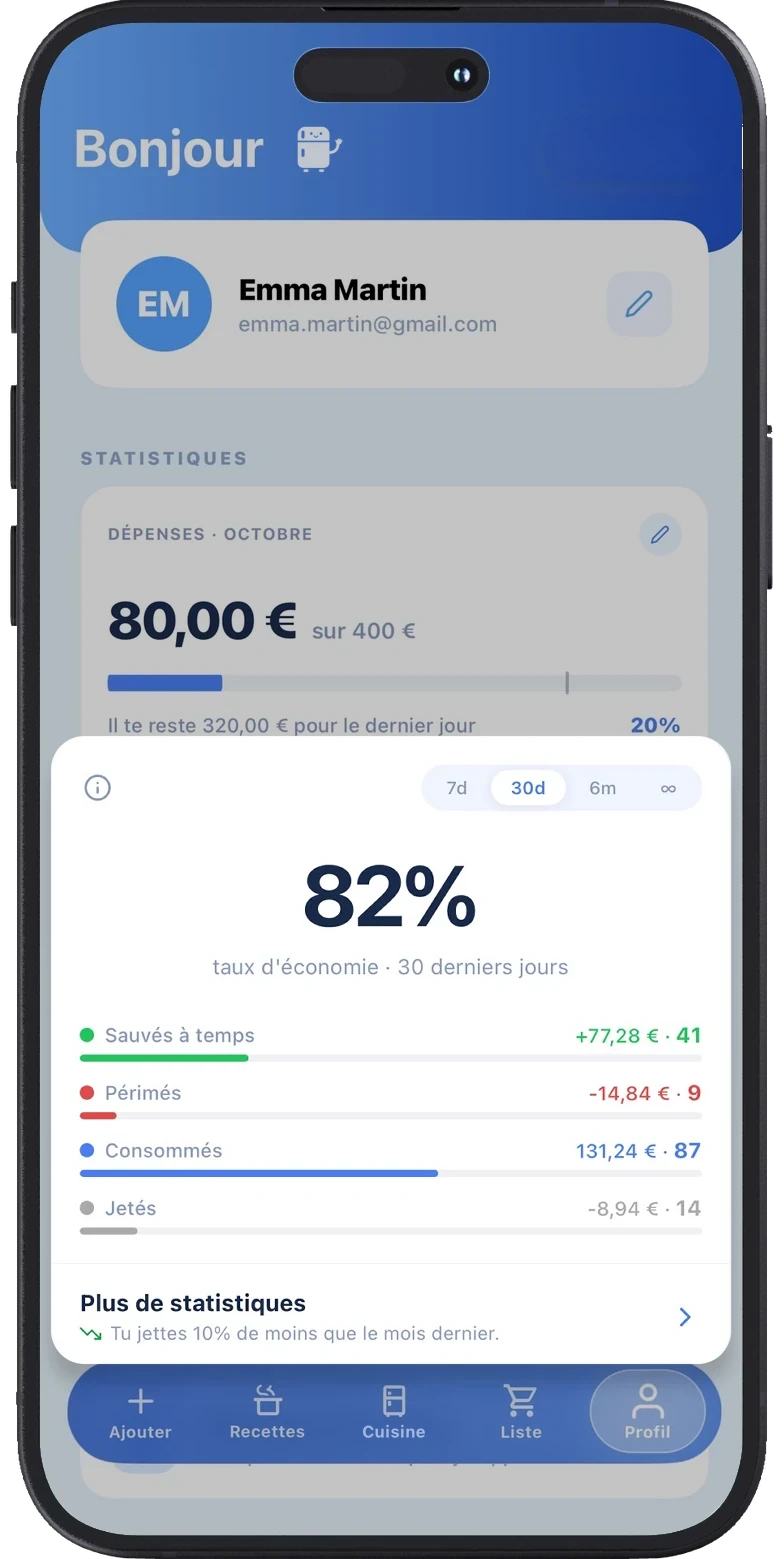 Bonjour
EM
Emma Martin
emma.martin@gmail.com
STATISTIQUES
DÉPENSES · OCTOBRE
80,00 € sur 400 €
Il te reste 320,00 € pour le dernier jour 20%
7d 30d 6m ∞
82%
taux d'économie · 30 derniers jours
Sauvés à temps +77,28 € · 41
Périmés -14,84 € · 9
Consommés 131,24 € · 87
Jetés -8,94 € · 14
Plus de statistiques
Tu jettes 10% de moins que le mois dernier.
Ajouter Recettes Cuisine Liste Profil